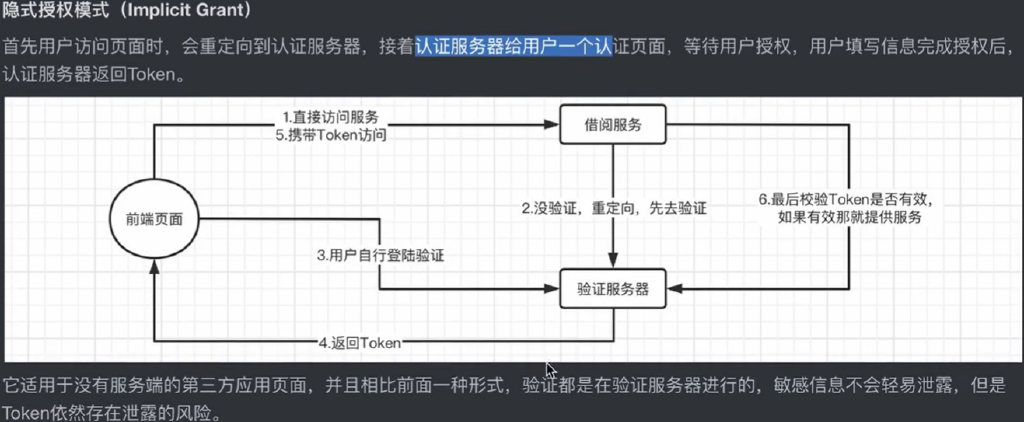 隐式授权模式（Implicit Grant）
首先用户访问页面时，会重定向到认证服务器，接着认证服务器给用户一个认证页面，等待用户授权，用户填写信息完成授权后，
认证服务器返回Token。
1.直接访问服务
5.携带Token访问
借阅服务
前端页面
2.没验证，重定向，先去验证
6.最后校验Token是否有效，
如果有效那就提供服务
3.用户自行登陆验证
验证服务器
4.返回Token
它适用于没有服务端的第三方应用页面，并且相比前面一种形式，验证都是在验证服务器进行的，敏感信息不会轻易泄露，但是
Token依然存在泄露的风险。